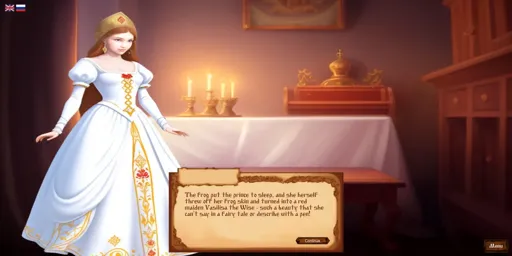 The frog put the prince to sleep, and she herself
threw off her frog skin and turned into a red
maiden Vasilisa the Wise - such a beauty that she
can't say in a fairy tale or describe with a pen!
Continue
Menu